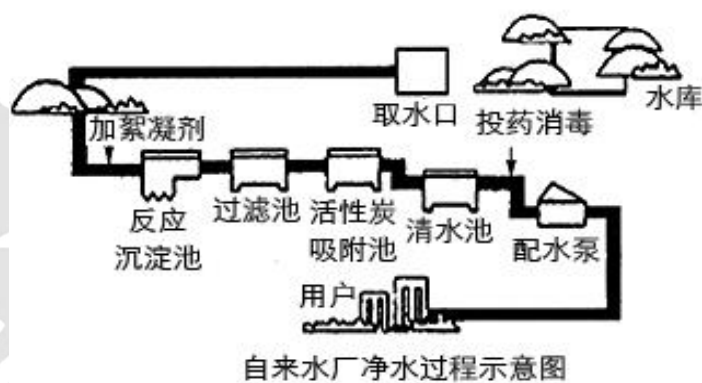 取水口
投药消毒
水库
加絮凝剂
反应
沉淀池
过滤池
活性炭
吸附池
清水池
配水泵
用户
自来水厂净水过程示意图